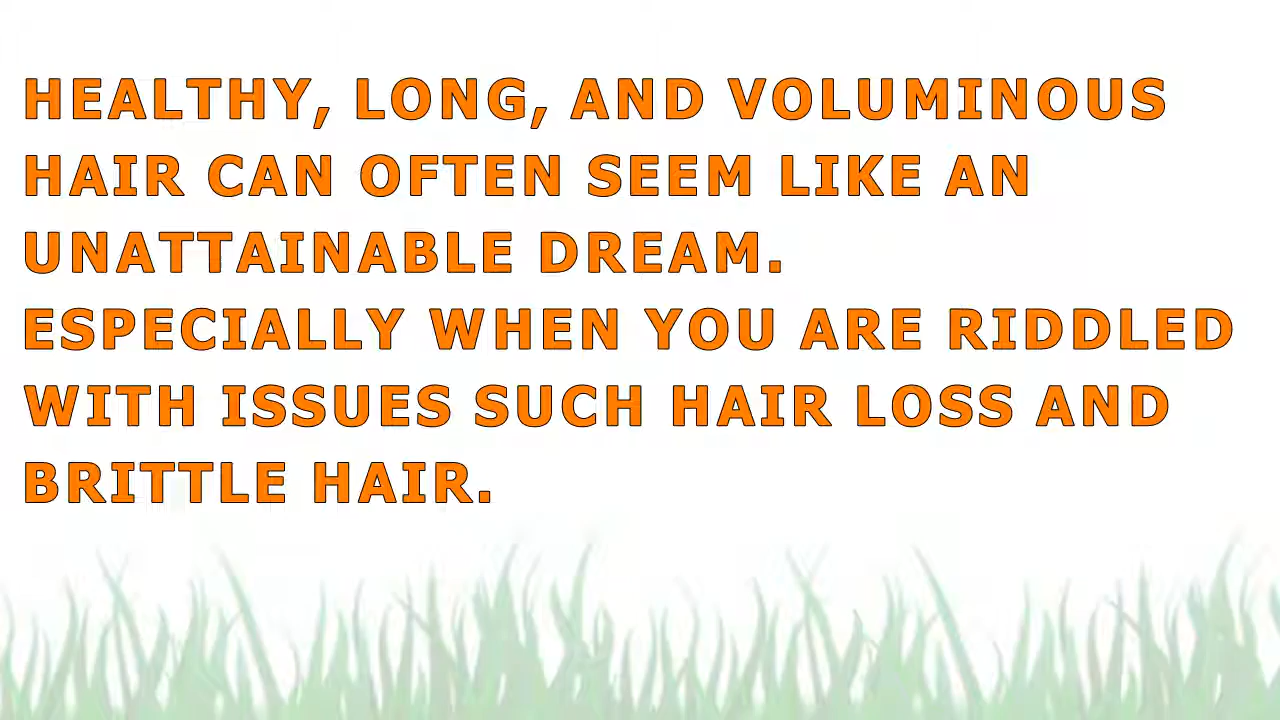 HEALTHY, LONG, AND VOLUMINOUS
HAIR CAN OFTEN SEEM LIKE AN
UNATTAINABLE DREAM.
ESPECIALLY WHEN YOU ARE RIDDLED
WITH ISSUES SUCH HAIR LOSS AND
BRITTLE HAIR.